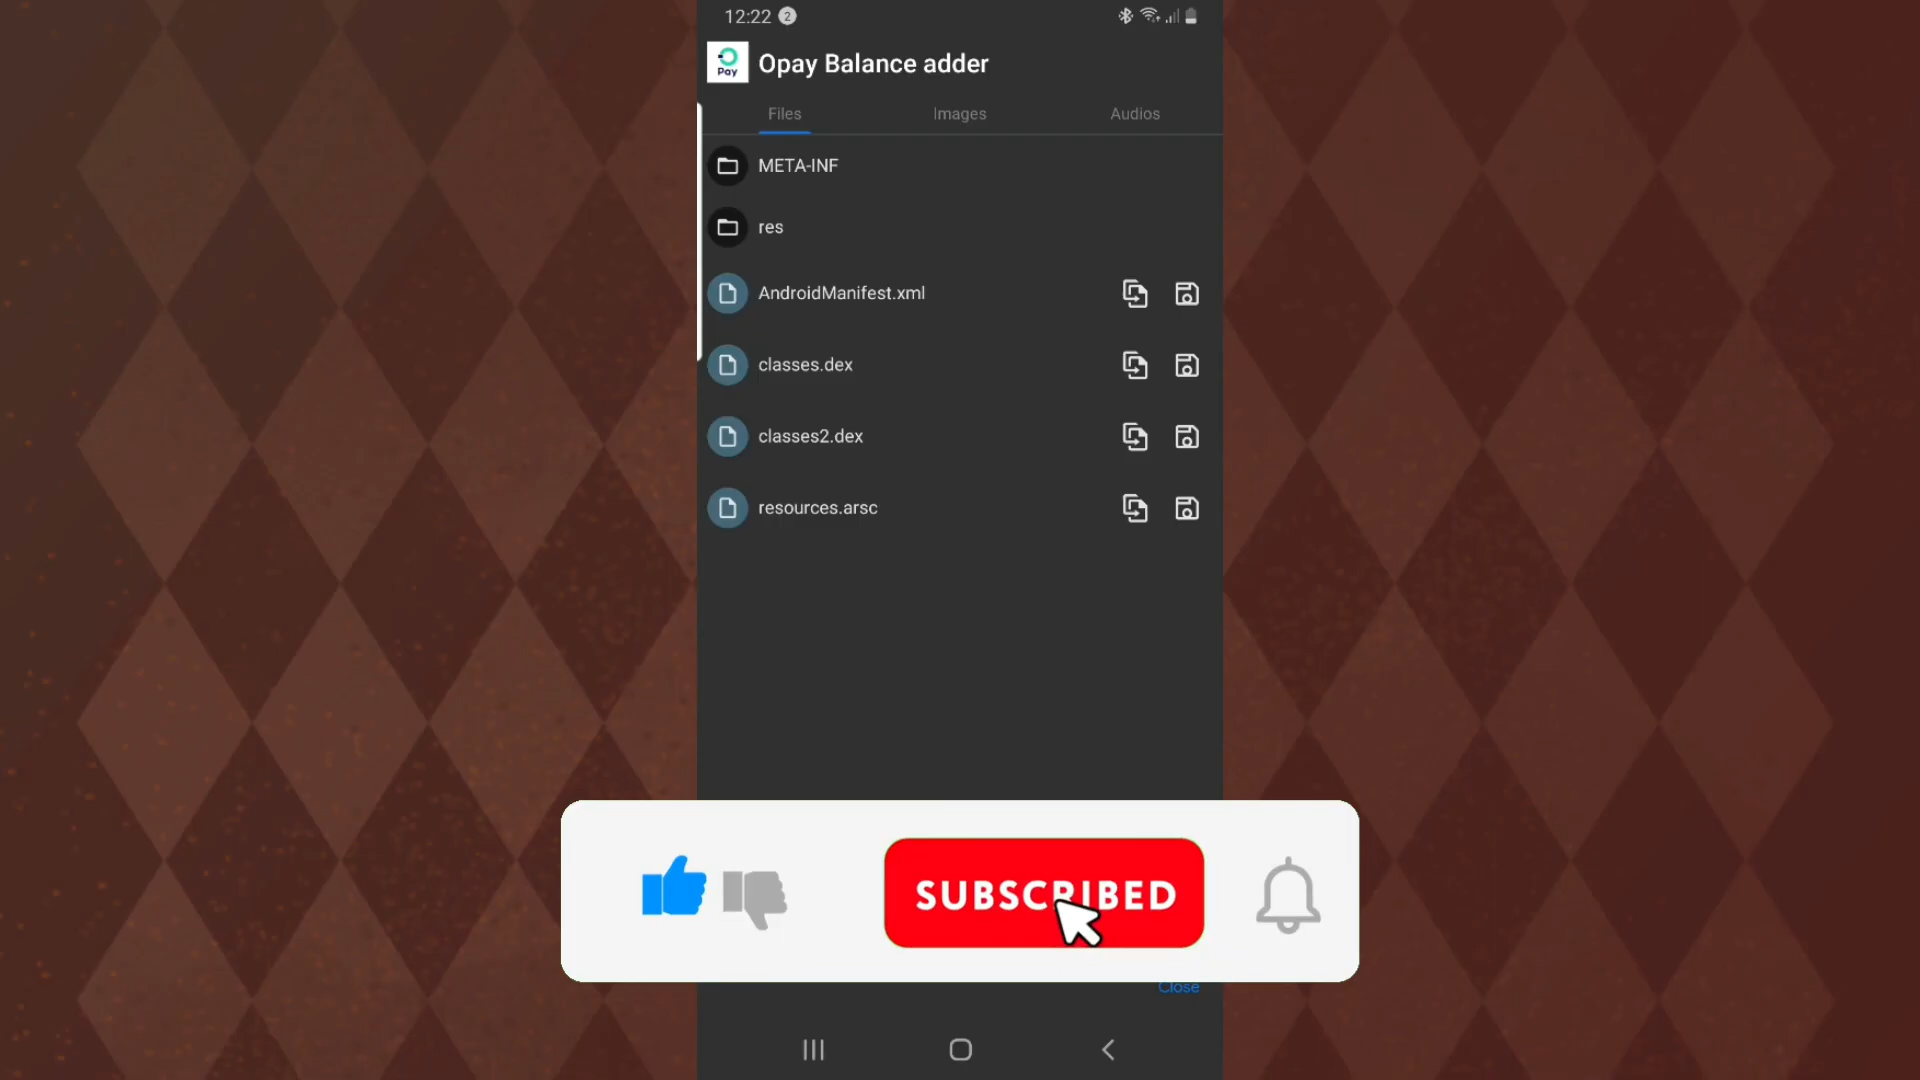 12:22 2
Pay
Opay Balance adder
Files Images Audios
META-INF
res
AndroidManifest.xml
classes.dex
classes2.dex
resources.arsc
SUBSCRIBED
Close